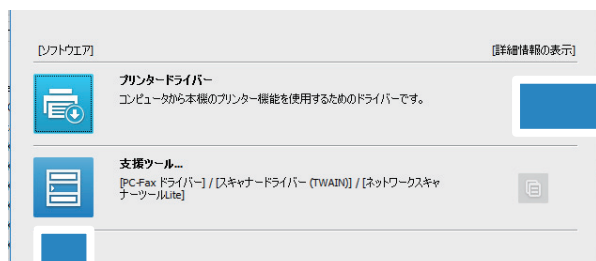 [ソフトウエア]
[詳細情報の表示]
プリンタードライバー
コンピュータから本機のプリンター機能を使用するためのドライバーです。
支援ツール...
[PC-Fax ドライバー] / [スキャナードライバー (TWAIN)] / [ネットワークスキャ
ナーツールLite]